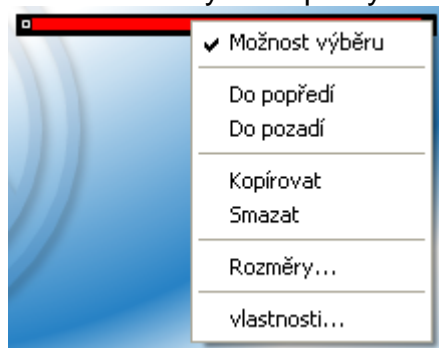 Možnost výběru
Do popředí
Do pozadí
Kopírovat
Smazat
Rozměry...
vlastnosti...